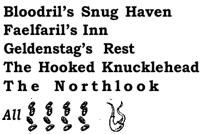 Bloodril's Snug Haven
Faelfaril's Inn
Geldenstag's Rest
The Hooked Knucklehead
The Northlook
All